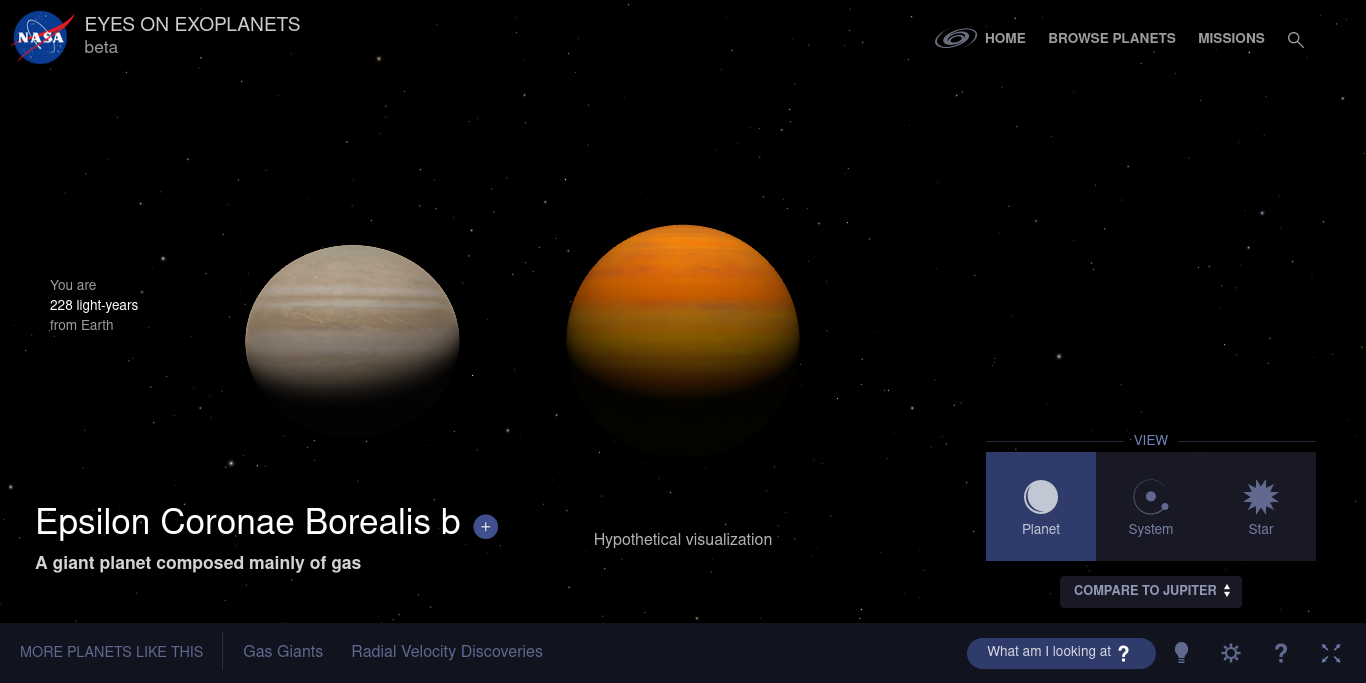 NASA
EYES ON EXOPLANETS
beta
HOME
BROWSE PLANETS
MISSIONS
You are
228 light-years
from Earth
VIEW
Planet
System
Star
Epsilon Coronae Borealis b +
A giant planet composed mainly of gas
Hypothetical visualization
COMPARE TO JUPITER
MORE PLANETS LIKE THIS
Gas Giants
Radial Velocity Discoveries
What am I looking at ?
?